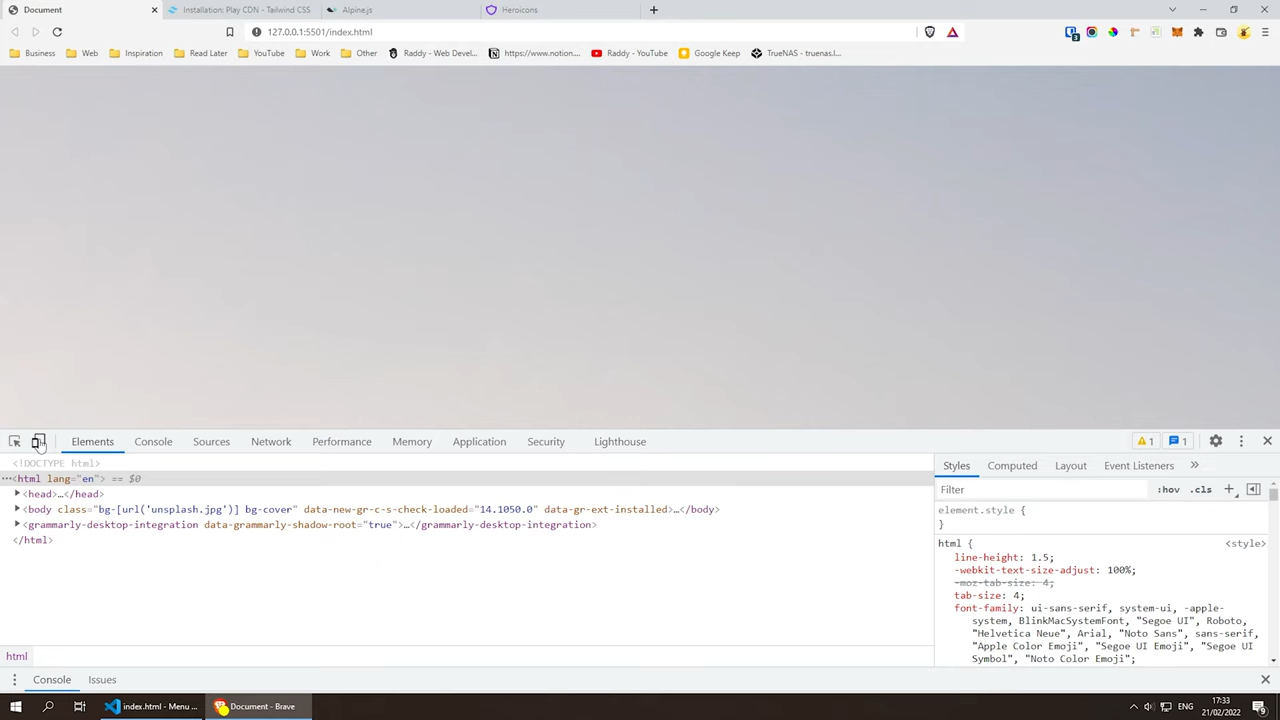 Document
Installation: Play CDN - Tailwind CSS
Alpine.js
Heroicons
127.0.0.1:5501/index.html
Business
Web
Inspiration
Read Later
YouTube
Work
Other
Raddy - Web Devel...
https://www.notion....
Raddy - YouTube
Google Keep
TrueNAS - truenas.l...
Elements
Console
Sources
Network
Performance
Memory
Application
Security
Lighthouse
1
1
<!DOCTYPE html>
<html lang="en"> == $0
<head>…</head>
<body class="bg-[url('unsplash.jpg')] bg-cover" data-new-gr-c-s-check-loaded="14.1050.0" data-gr-ext-installed>…</body>
<grammarly-desktop-integration data-grammarly-shadow-root="true">…</grammarly-desktop-integration>
</html>
Styles
Computed
Layout
Event Listeners
Filter
:hov .cls
element.style {
}
html {
<style>
line-height: 1.5;
-webkit-text-size-adjust: 100%;
-moz-tab-size: 4;
tab-size: 4;
font-family: ui-sans-serif, system-ui, -apple-
system, BlinkMacSystemFont, "Segoe UI", Roboto,
"Helvetica Neue", Arial, "Noto Sans", sans-serif,
"Apple Color Emoji", "Segoe UI Emoji", "Segoe UI
Symbol", "Noto Color Emoji";
html
Console
Issues
index.html - Menu ...
Document - Brave
ENG
17:33
21/02/2022